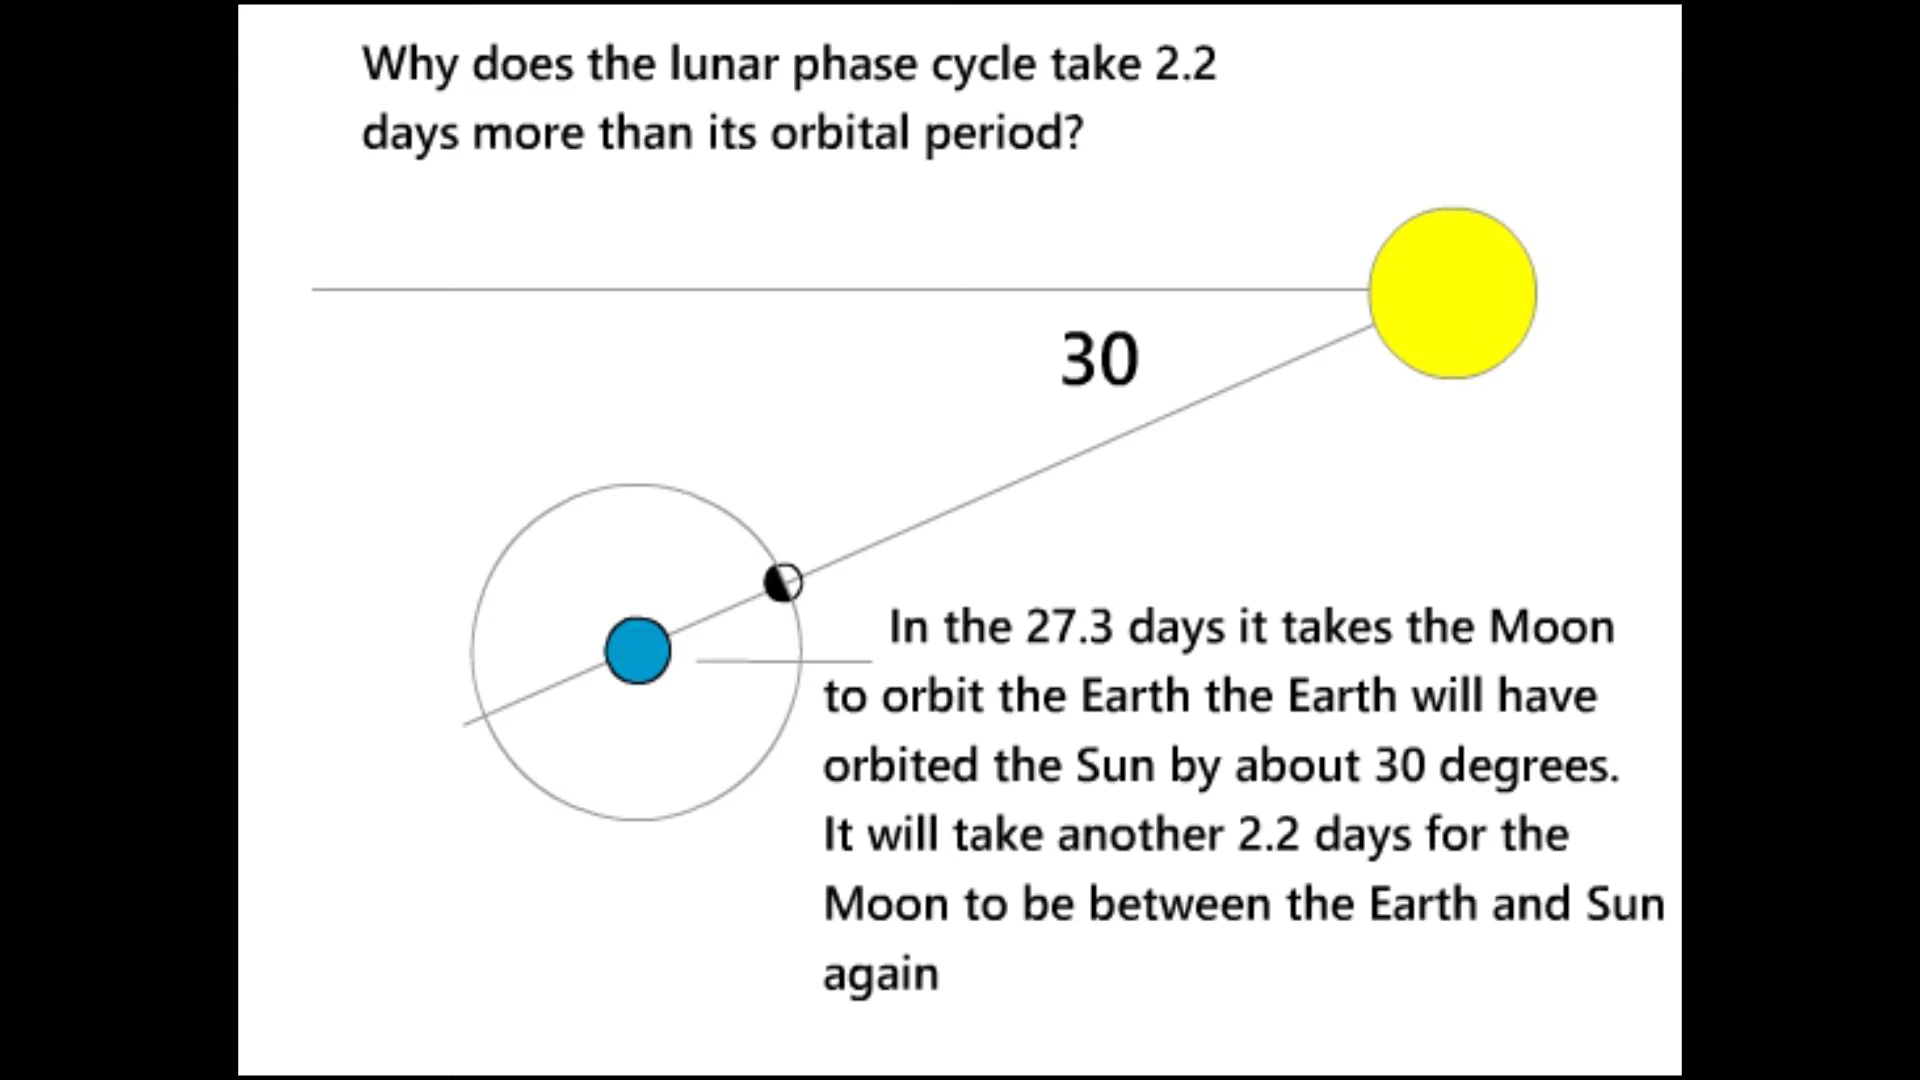 Why does the lunar phase cycle take 2.2
days more than its orbital period?
30
In the 27.3 days it takes the Moon
to orbit the Earth the Earth will have
orbited the Sun by about 30 degrees.
It will take another 2.2 days for the
Moon to be between the Earth and Sun
again